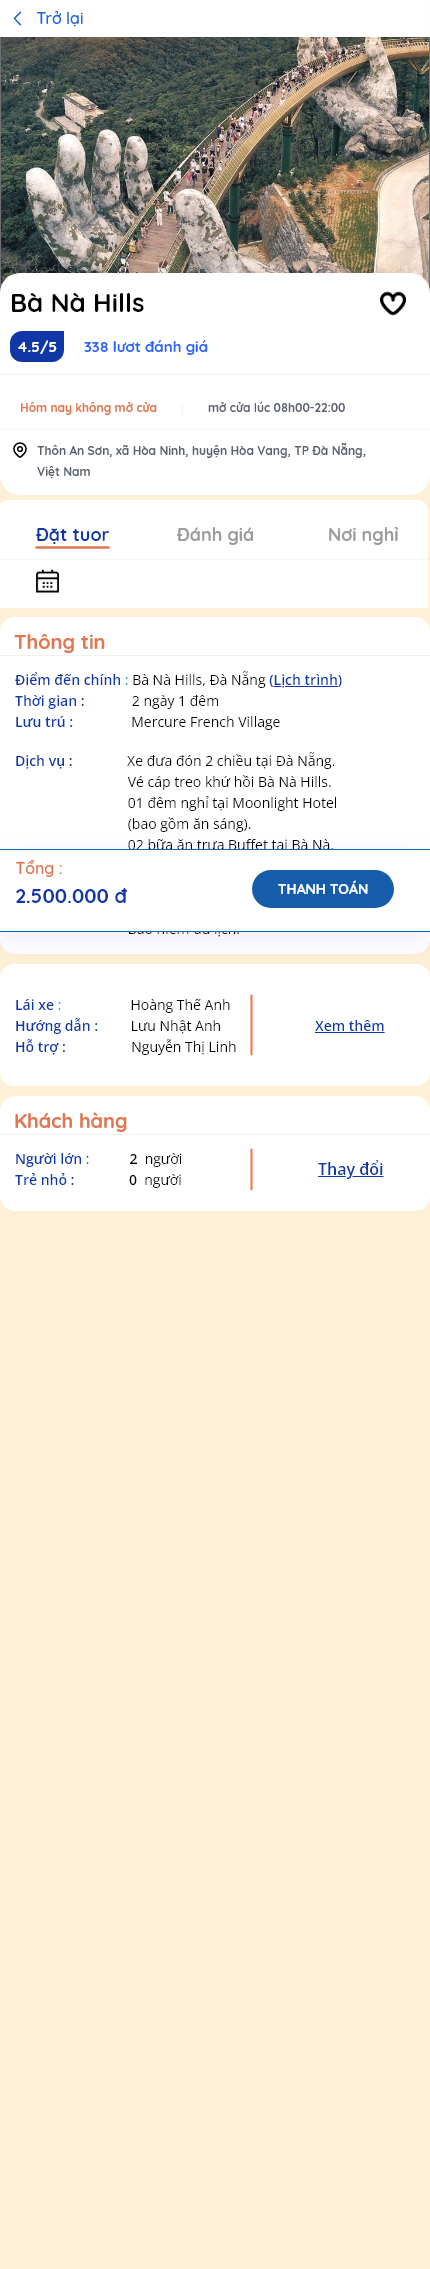 Trở lại
Bà Nà Hills
4.5/5 338 lươt đánh giá
Hôm nay không mở cửa mở cửa lúc 08h00-22:00
Thôn An Sơn, xã Hòa Ninh, huyện Hòa Vang, TP Đà Nẵng,
Việt Nam
Đặt tuor Đánh giá Nơi nghỉ
Thông tin
Điểm đến chính : Bà Nà Hills, Đà Nẵng (Lịch trình)
Thời gian : 2 ngày 1 đêm
Lưu trú : Mercure French Village
Dịch vụ : Xe đưa đón 2 chiều tại Đà Nẵng.
Vé cáp treo khứ hồi Bà Nà Hills.
01 đêm nghỉ tại Moonlight Hotel
(bao gồm ăn sáng).
02 bữa ăn trưa Buffet tại Bà Nà.
Tổng :
2.500.000 đ THANH TOÁN
Lái xe : Hoàng Thế Anh
Hướng dẫn : Lưu Nhật Anh Xem thêm
Hỗ trợ : Nguyễn Thị Linh
Khách hàng
Người lớn : 2 người
Thay đổi
Trẻ nhỏ : 0 người